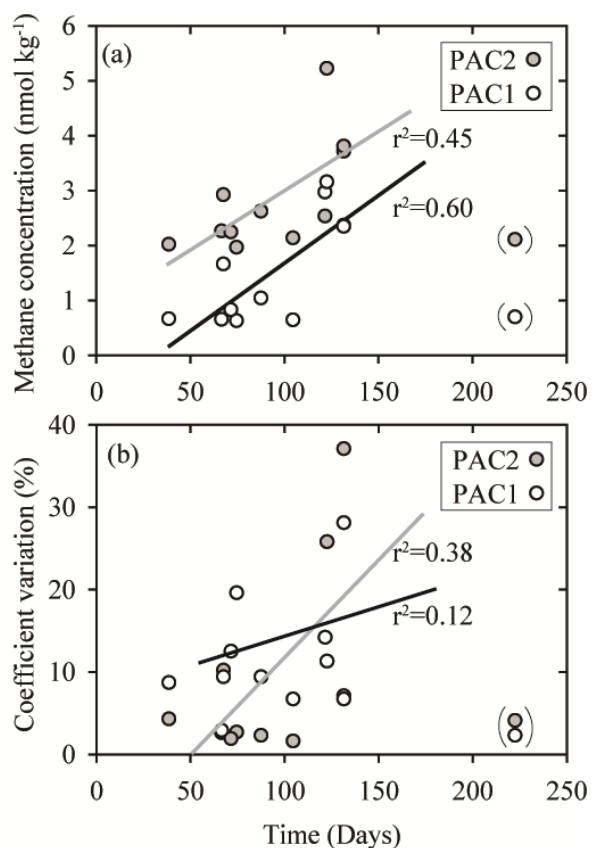 (a)
PAC2
PAC1
Methane concentration (nmol kg⁻¹)
6
5
4
3
2
1
0
r²=0.45
r²=0.60
0 50 100 150 200 250
(b)
PAC2
PAC1
Coefficient variation (%)
40
30
20
10
0
r²=0.38
r²=0.12
0 50 100 150 200 250
Time (Days)